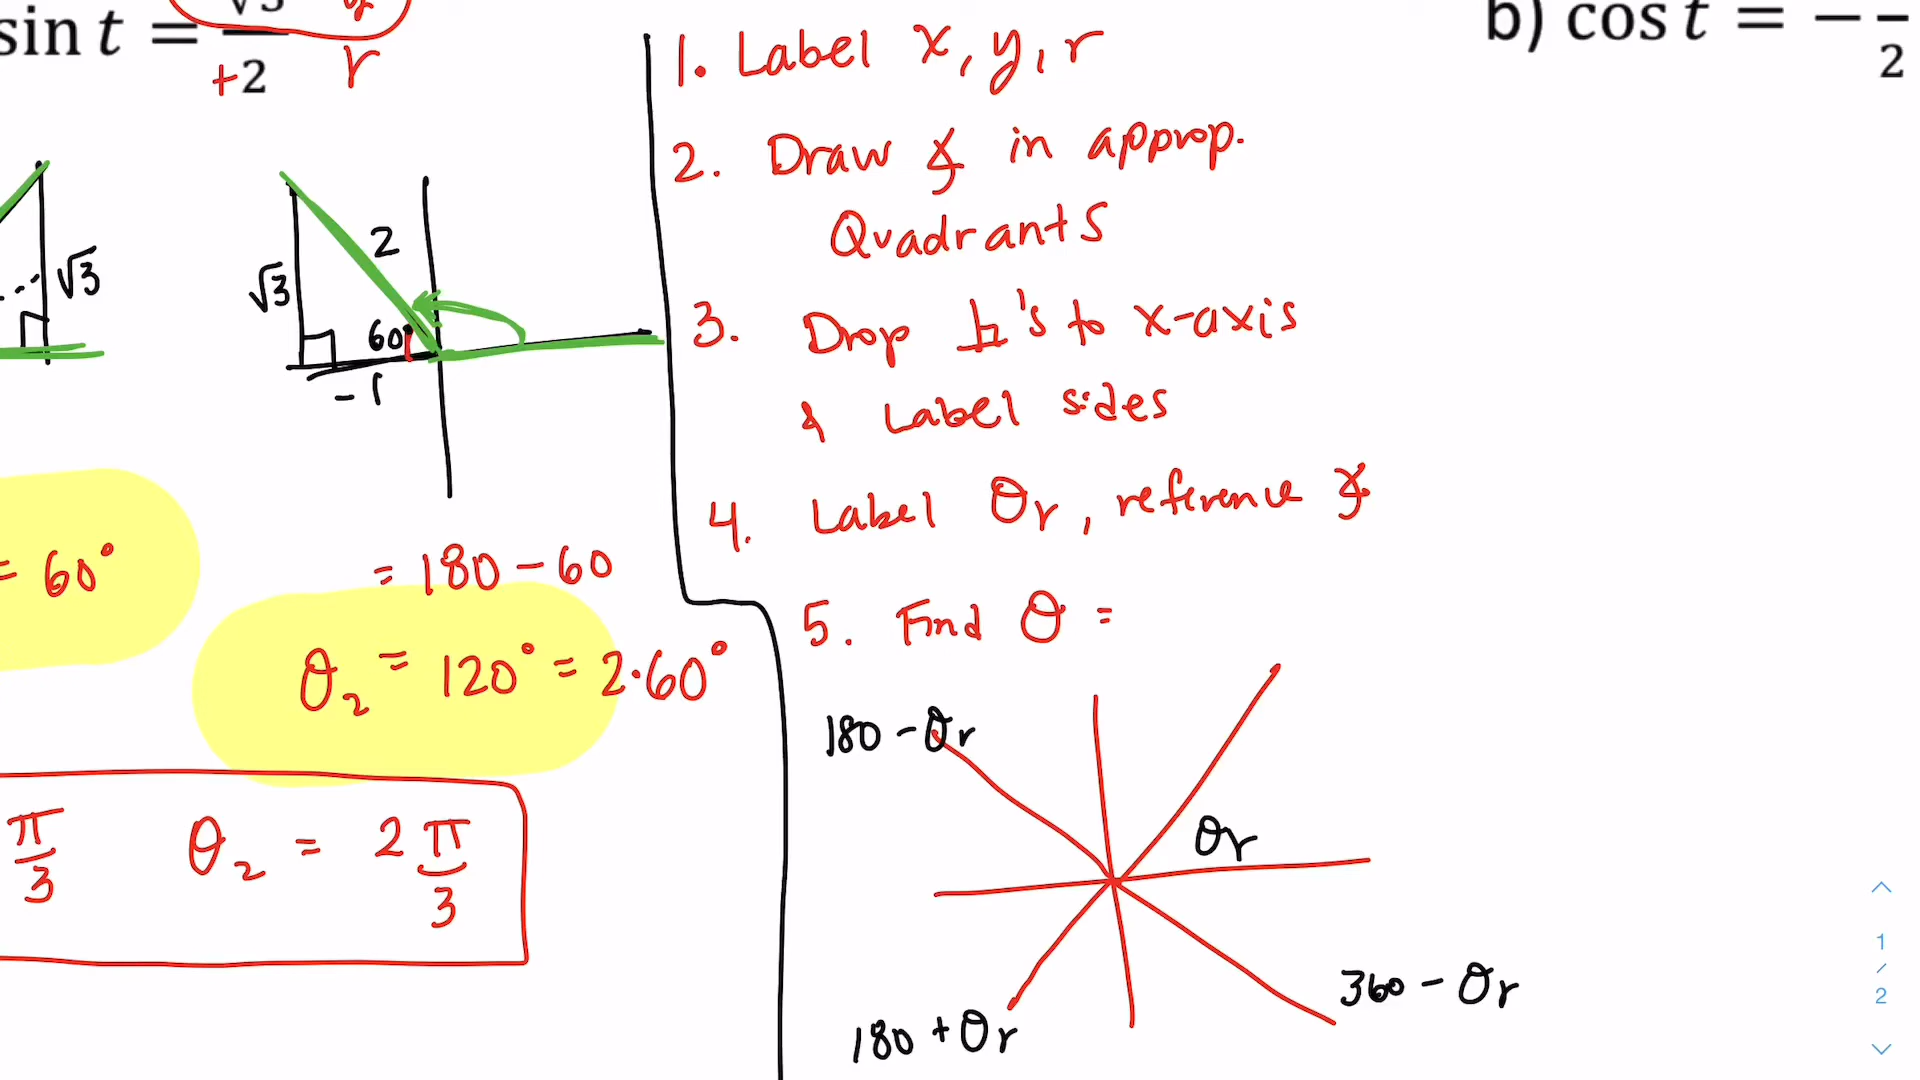 sin t = √3/+2 y/r
√3
2
√3
60°
-1
= 60°
= 180 - 60
θ₂ = 120° = 2·60°
π/3
θ₂ = 2π/3
1. Label x, y, r
2. Draw ∡ in approp.
Quadrants
3. Drop ⊥'s to x-axis
& Label sides
4. Label θr, reference ∡
5. Find θ =
180 - θr
θr
180 + θr
360 - θr
b) cos t = - /2
1
/
2